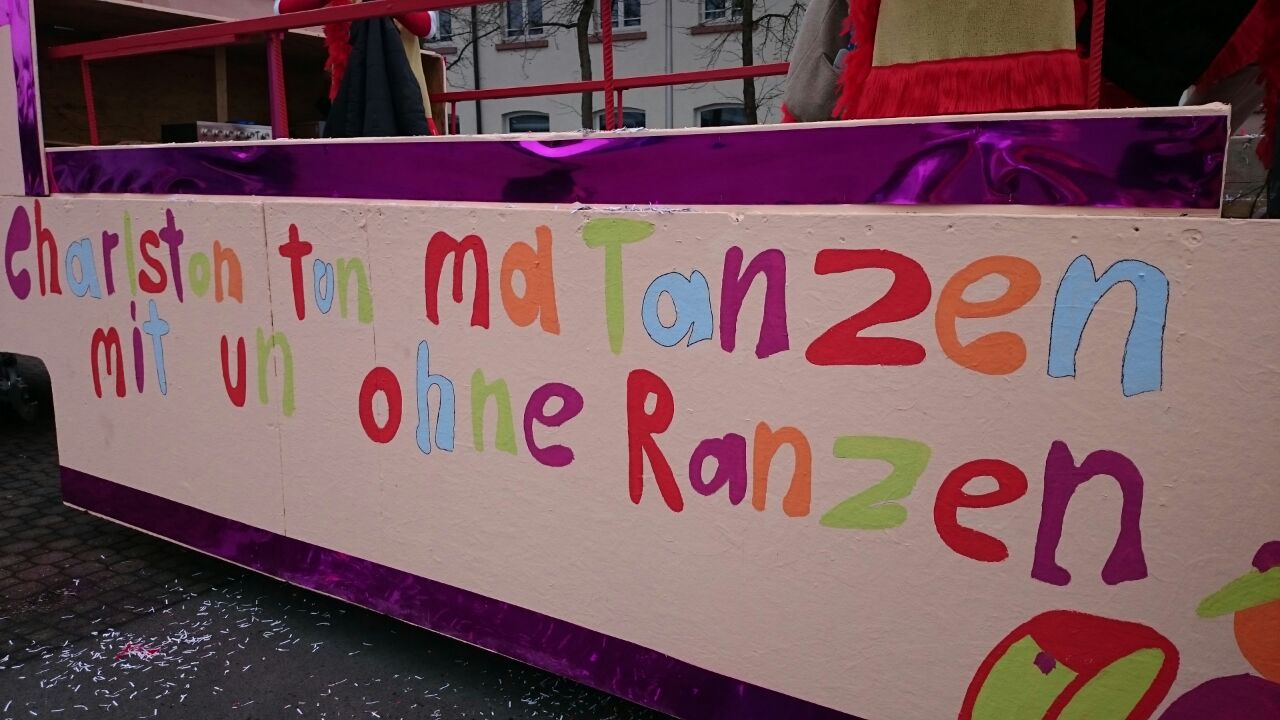 Charlston tun ma Tanzen
mit un ohne Ranzen